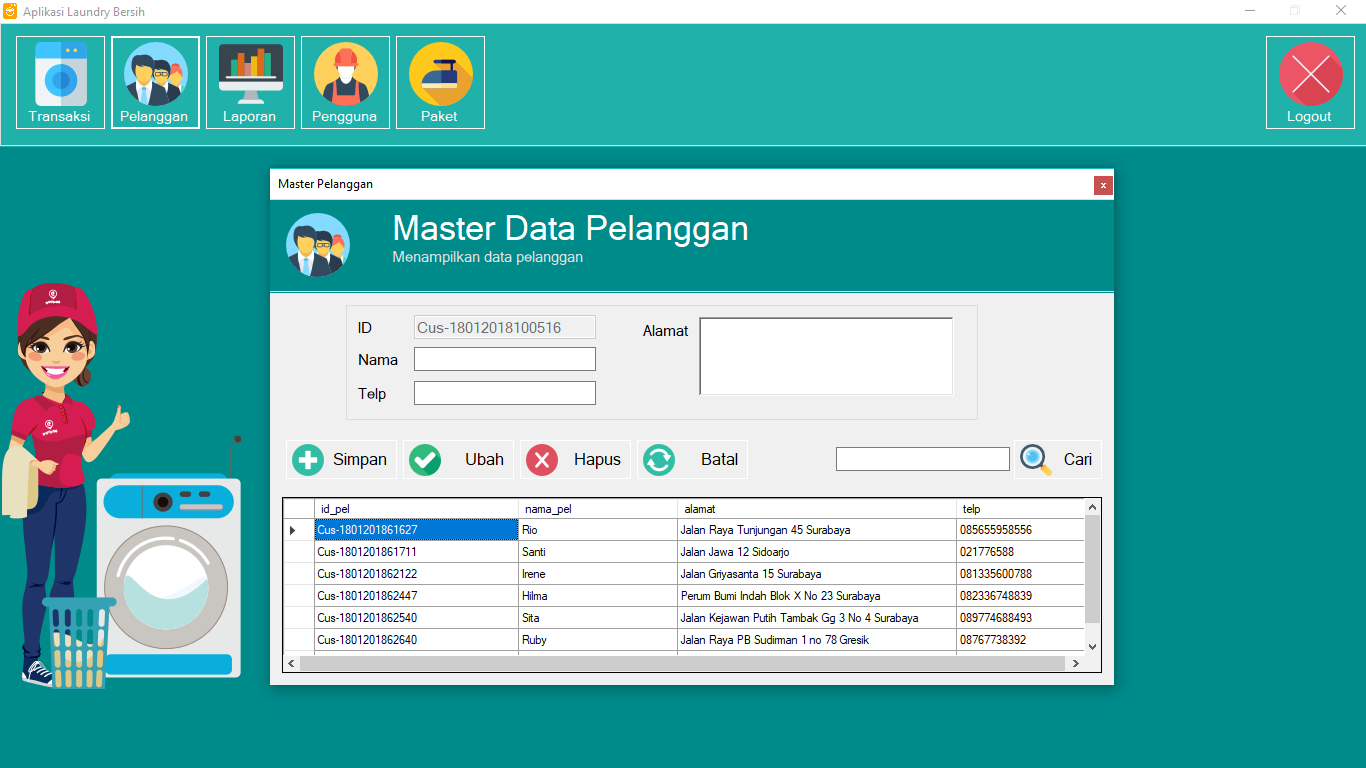 Aplikasi Laundry Bersih
Transaksi
Pelanggan
Laporan
Pengguna
Paket
Logout
Master Pelanggan
x
Master Data Pelanggan
Menampilkan data pelanggan
ID Cus-18012018100516
Alamat
Nama
Telp
Simpan
Ubah
Hapus
Batal
Cari
id_pel nama_pel alamat telp
Cus-1801201861627 Rio Jalan Raya Tunjungan 45 Surabaya 085655958556
Cus-1801201861711 Santi Jalan Jawa 12 Sidoarjo 021776588
Cus-1801201862122 Irene Jalan Griyasanta 15 Surabaya 081335600788
Cus-1801201862447 Hilma Perum Bumi Indah Blok X No 23 Surabaya 082336748839
Cus-1801201862540 Sita Jalan Kejawan Putih Tambak Gg 3 No 4 Surabaya 089774688493
Cus-1801201862640 Ruby Jalan Raya PB Sudirman 1 no 78 Gresik 08767738392